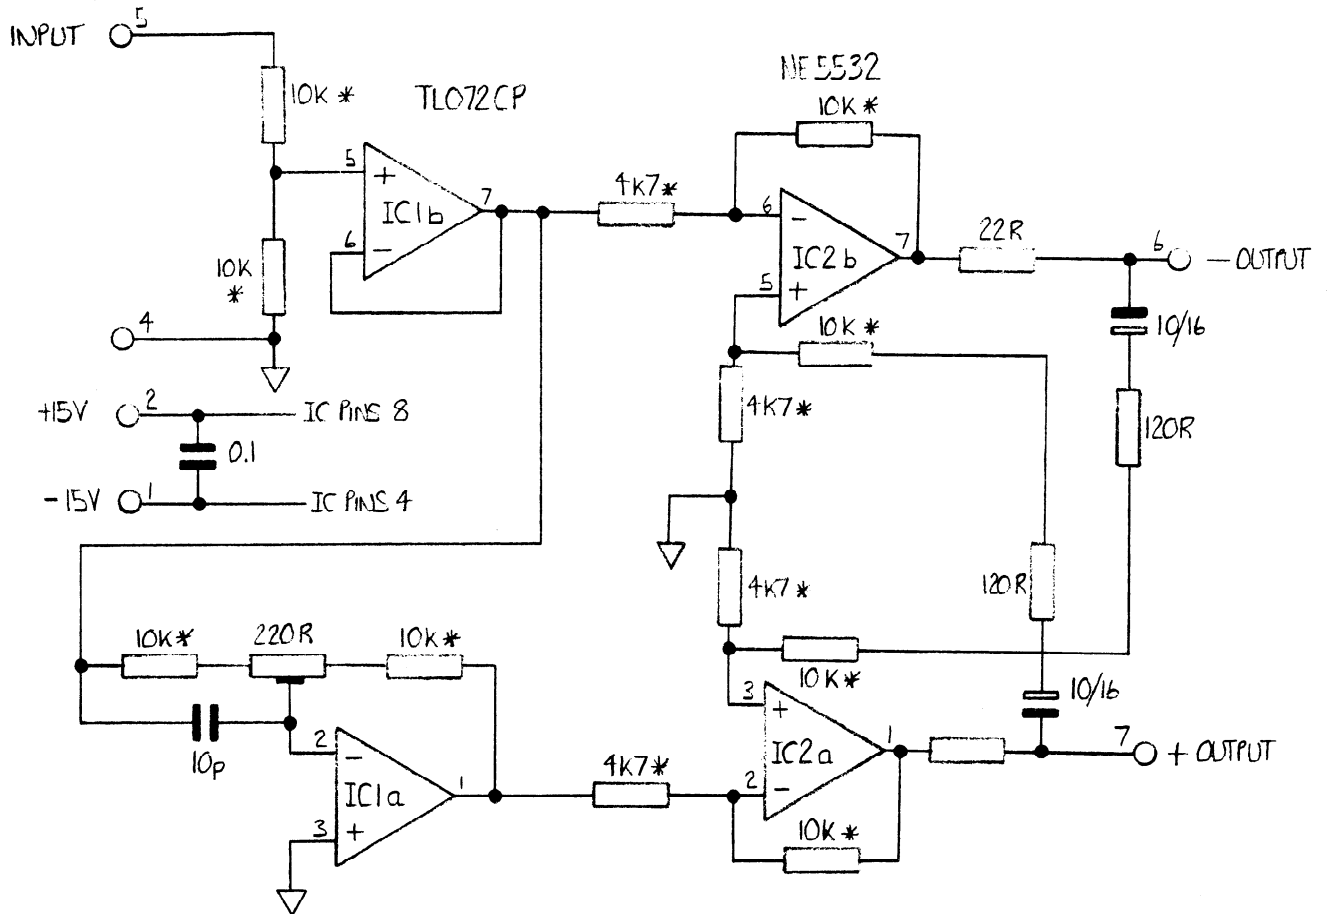 INPUT
5
10K *
TL072CP
NE5532
10K *
5
+
IC1b
7
6
−
10K
*
4
4K7 *
6
−
IC2b
7
5
+
22R
6
− OUTPUT
10/16
10K *
4K7 *
120R
+15V
2
IC PINS 8
0.1
-15V
1
IC PINS 4
4K7 *
120R
10K *
220R
10K *
10K *
10/16
10p
2
−
IC1a
1
3
+
4K7 *
3
+
IC2a
1
2
−
7
+ OUTPUT
10K *